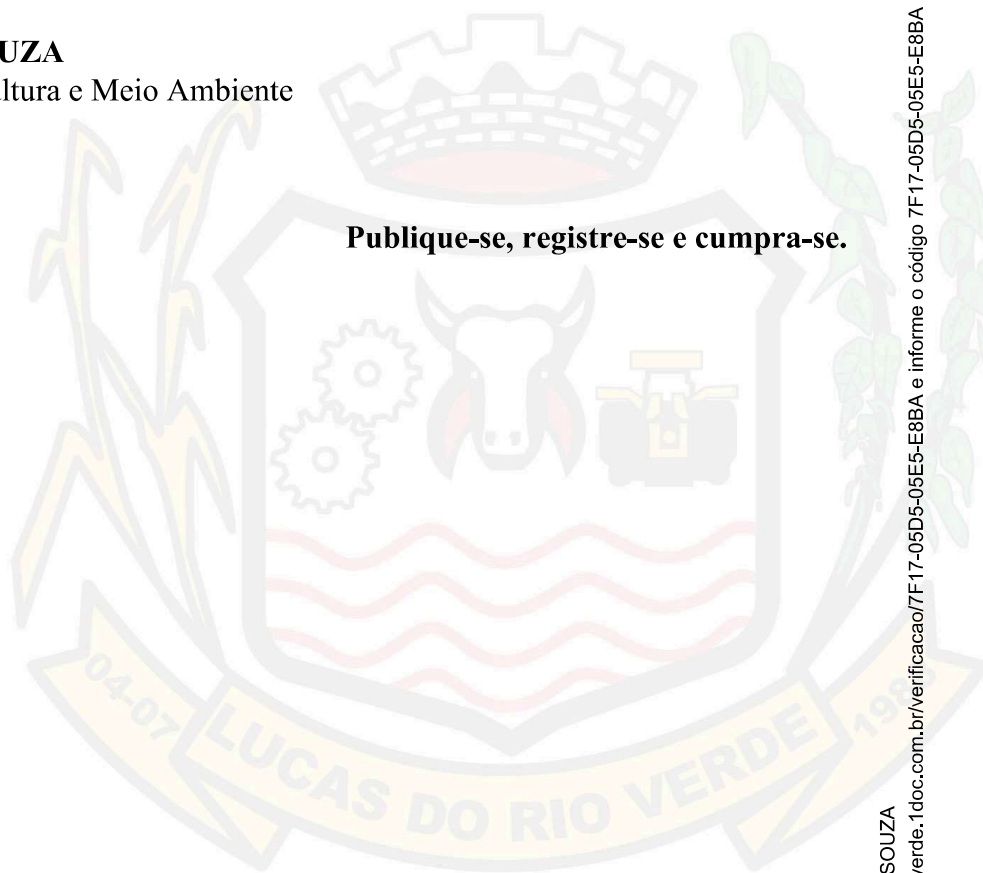 UZA
ltura e Meio Ambiente
Publique-se, registre-se e cumpra-se.
04-07
LUCAS DO RIO VERDE
1988
SOUZA
verde.1doc.com.br/verificacao/7F17-05D5-05E5-E8BA e informe o código 7F17-05D5-05E5-E8BA